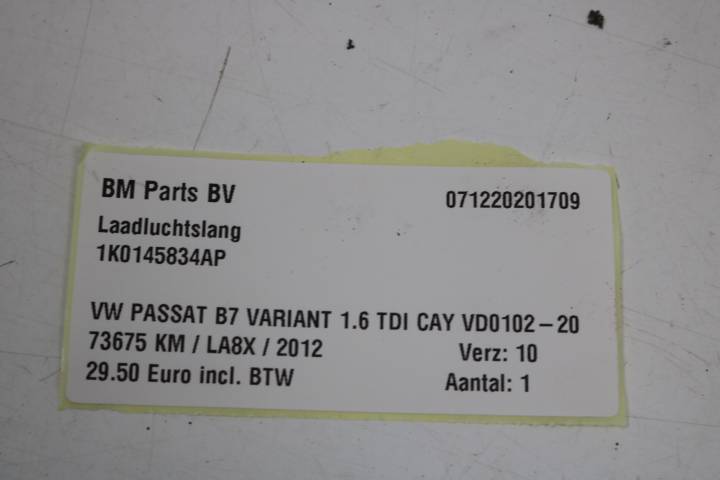 BM Parts BV 071220201709
Laadluchtslang
1K0145834AP
VW PASSAT B7 VARIANT 1.6 TDI CAY VD0102-20
73675 KM / LA8X / 2012 Verz: 10
29.50 Euro incl. BTW Aantal: 1